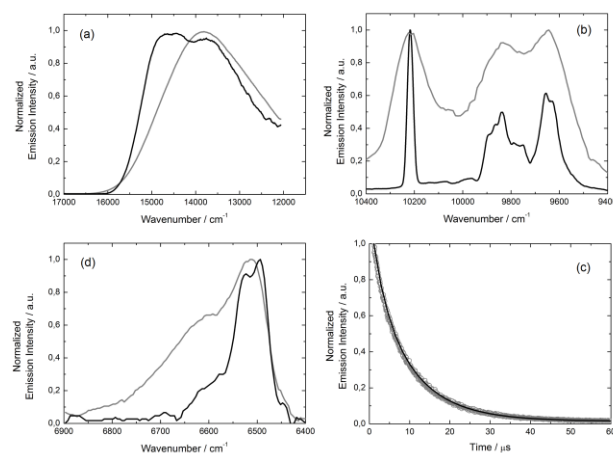 (a)
Normalized
Emission Intensity / a.u.
1,0
0,8
0,6
0,4
0,2
0,0
17000 15000 14000 13000 12000
Wavenumber / cm⁻¹
(b)
Normalized
Emission Intensity / a.u.
1,0
0,8
0,6
0,4
0,2
0,0
10400 10200 10000 9800 9600 940
Wavenumber / cm⁻¹
(d)
Normalized
Emission Intensity / a.u.
1,0
0,8
0,6
0,4
0,2
0,0
6900 6800 6700 6600 6500 6400
Wavenumber / cm⁻¹
(c)
Normalized
Emission Intensity / a.u.
1,0
0,8
0,6
0,4
0,2
0,0
0 10 20 30 40 50 60
Time / μs